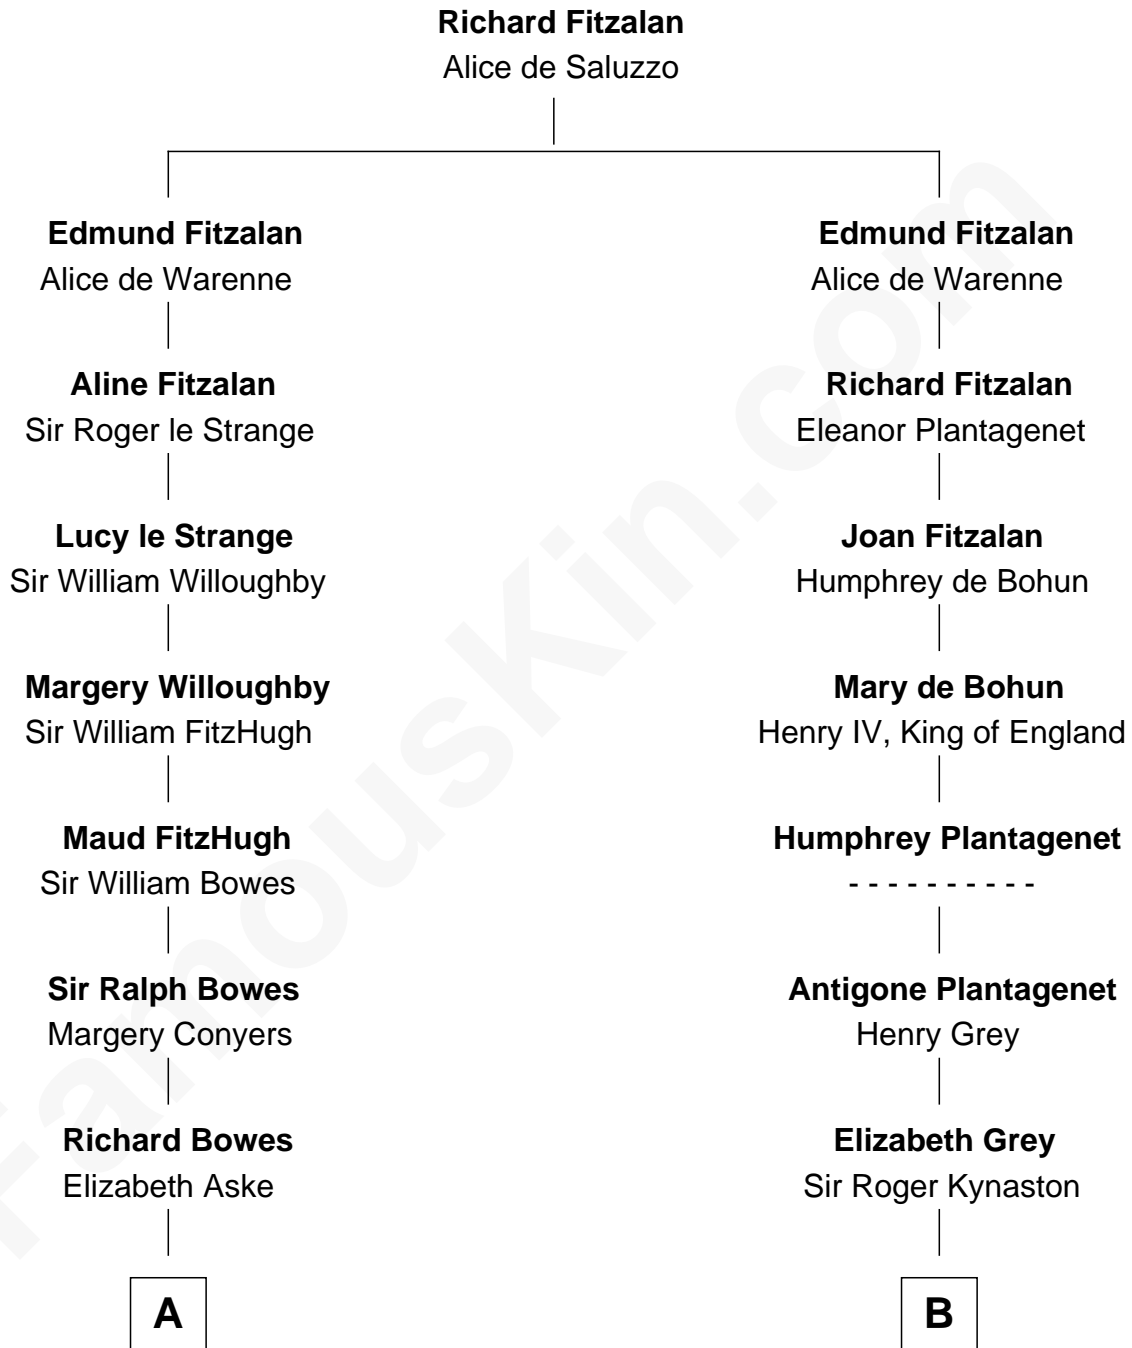 Richard Fitzalan
Alice de Saluzzo
Edmund Fitzalan
Alice de Warenne
Aline Fitzalan
Sir Roger le Strange
Lucy le Strange
Sir William Willoughby
Margery Willoughby
Sir William FitzHugh
Maud FitzHugh
Sir William Bowes
Sir Ralph Bowes
Margery Conyers
Richard Bowes
Elizabeth Aske
A
Edmund Fitzalan
Alice de Warenne
Richard Fitzalan
Eleanor Plantagenet
Joan Fitzalan
Humphrey de Bohun
Mary de Bohun
Henry IV, King of England
Humphrey Plantagenet
- - - - - - - - - -
Antigone Plantagenet
Henry Grey
Elizabeth Grey
Sir Roger Kynaston
B
FamousKin.com